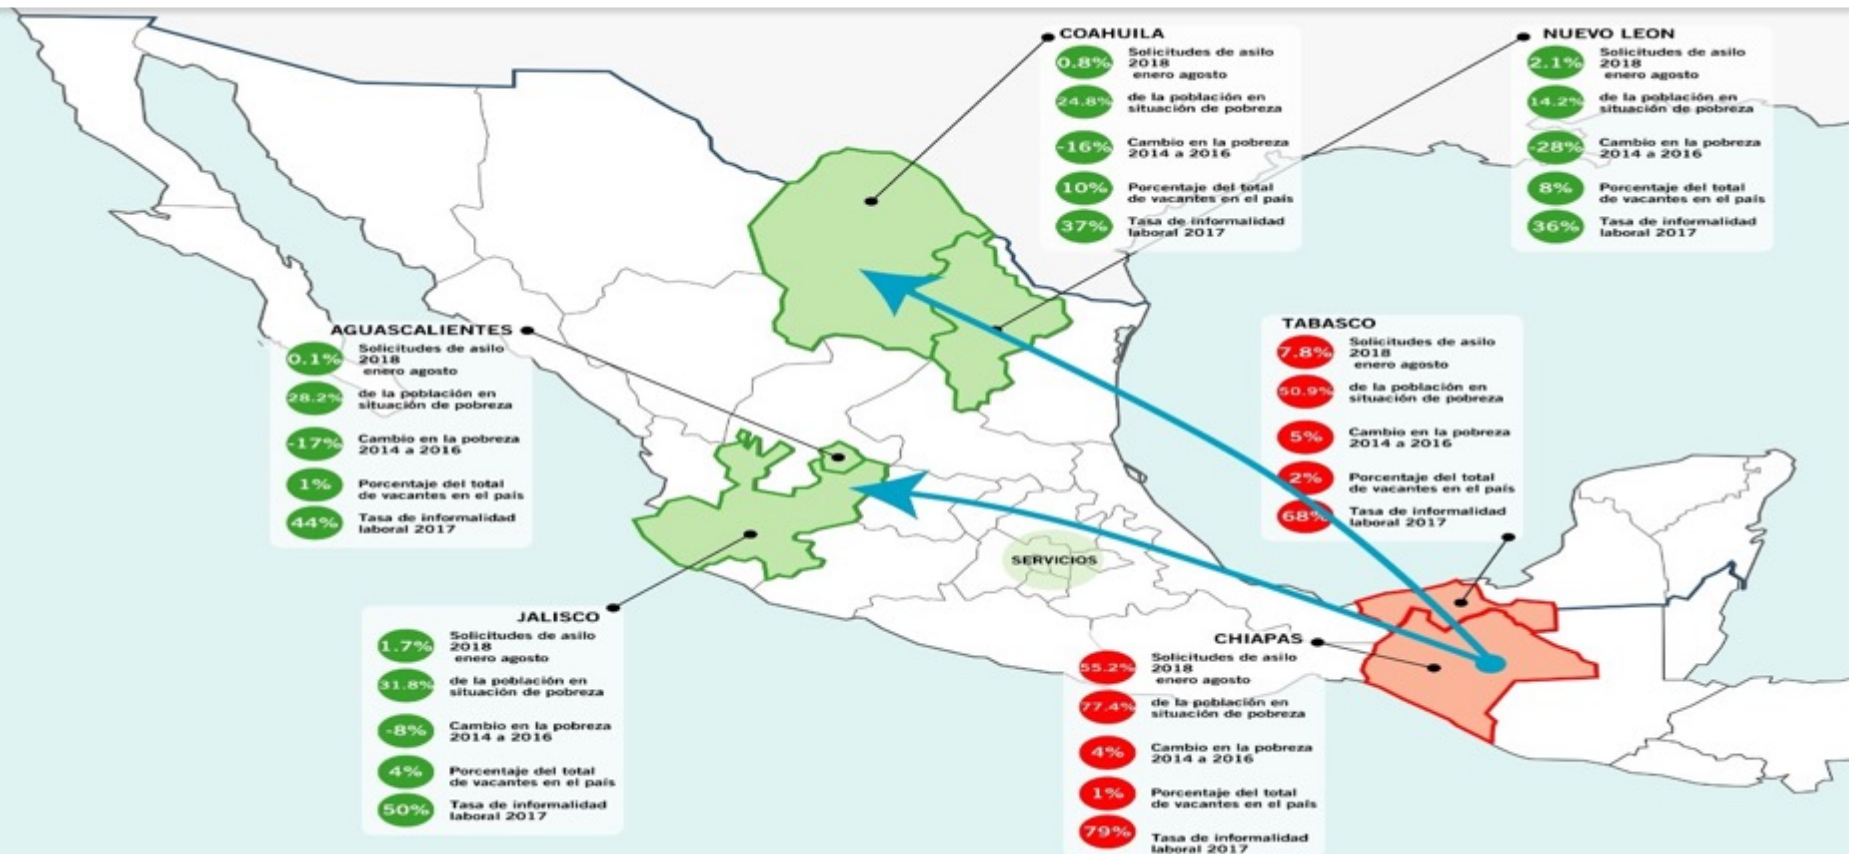 COAHUILA
0.8%
Solicitudes de asilo
2018
enero agosto
24.8%
de la población en
situación de pobreza
-16%
Cambio en la pobreza
2014 a 2016
10%
Porcentaje del total
de vacantes en el país
37%
Tasa de informalidad
laboral 2017
NUEVO LEON
2.1%
Solicitudes de asilo
2018
enero agosto
14.2%
de la población en
situación de pobreza
-28%
Cambio en la pobreza
2014 a 2016
8%
Porcentaje del total
de vacantes en el país
36%
Tasa de informalidad
laboral 2017
AGUASCALIENTES
0.1%
Solicitudes de asilo
2018
enero agosto
28.2%
de la población en
situación de pobreza
-17%
Cambio en la pobreza
2014 a 2016
1%
Porcentaje del total
de vacantes en el país
44%
Tasa de informalidad
laboral 2017
TABASCO
7.8%
Solicitudes de asilo
2018
enero agosto
50.9%
de la población en
situación de pobreza
5%
Cambio en la pobreza
2014 a 2016
2%
Porcentaje del total
de vacantes en el país
68%
Tasa de informalidad
laboral 2017
SERVICIOS
JALISCO
1.7%
Solicitudes de asilo
2018
enero agosto
31.8%
de la población en
situación de pobreza
-8%
Cambio en la pobreza
2014 a 2016
4%
Porcentaje del total
de vacantes en el país
50%
Tasa de informalidad
laboral 2017
CHIAPAS
55.2%
Solicitudes de asilo
2018
enero agosto
77.4%
de la población en
situación de pobreza
4%
Cambio en la pobreza
2014 a 2016
1%
Porcentaje del total
de vacantes en el país
79%
Tasa de informalidad
laboral 2017